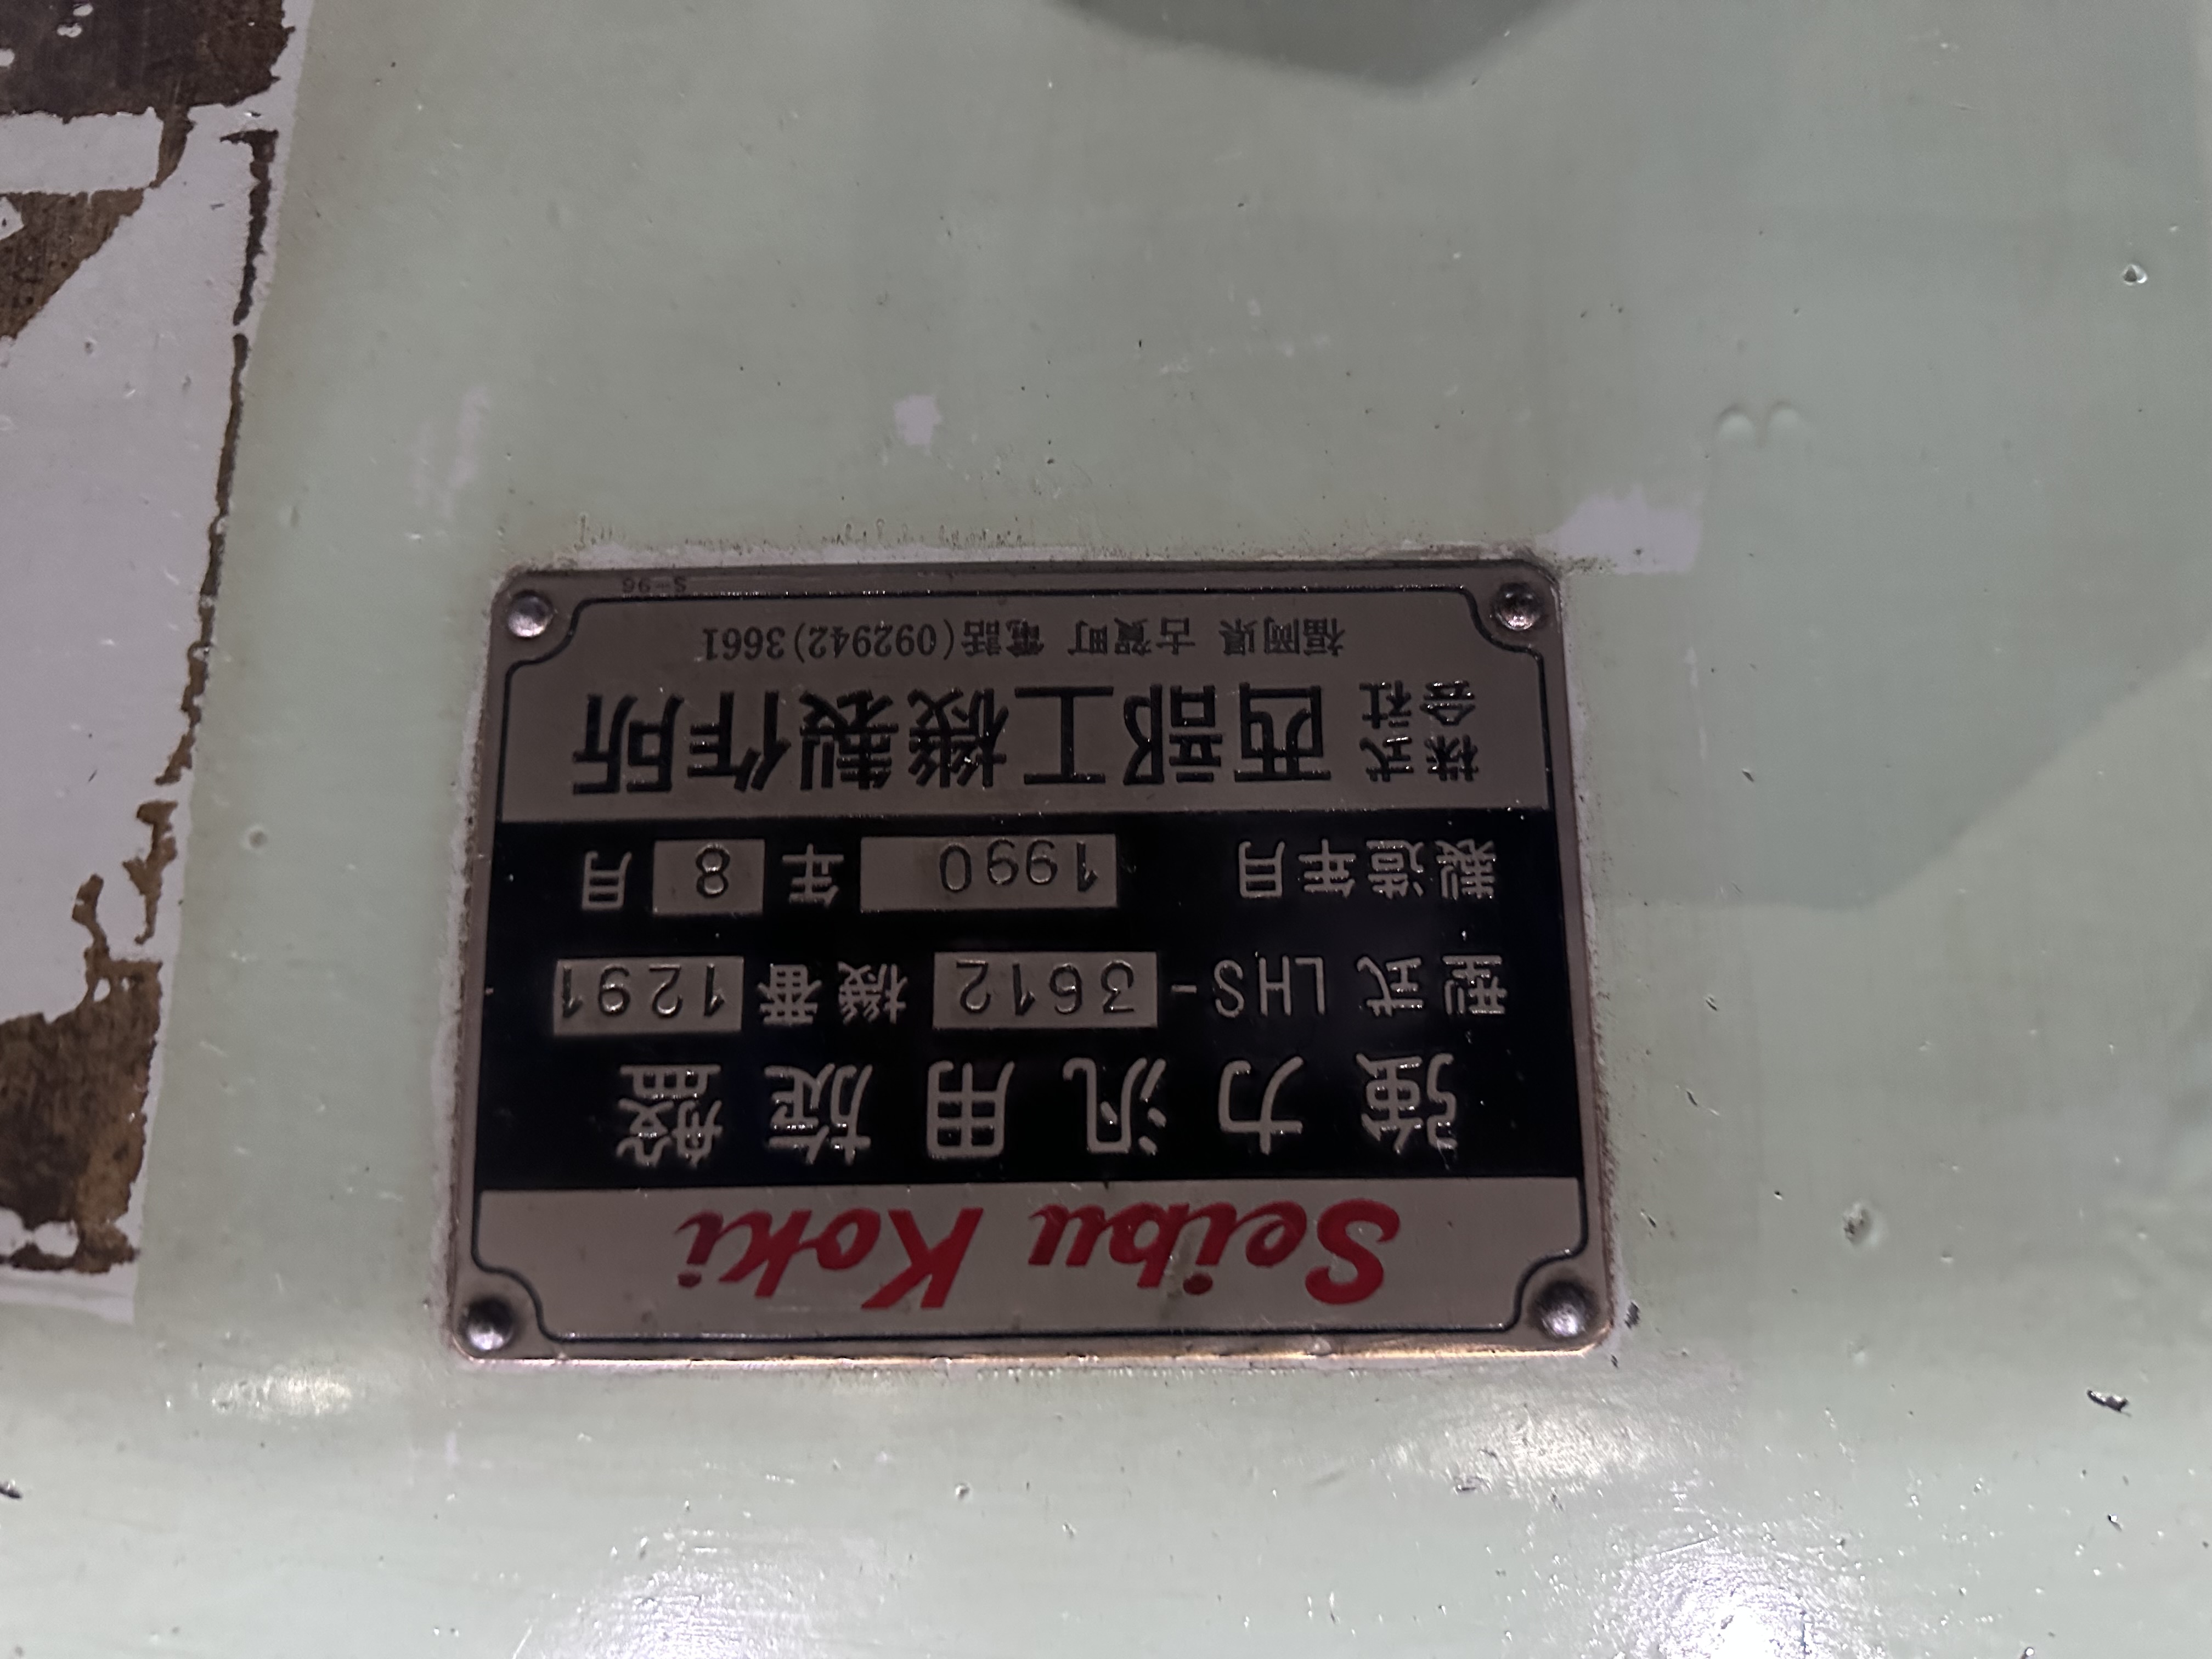 Seibu Koki
強力汎用旋盤
型式 LHS-3612 機番 1291
製造年月 1990 年 8 月
株式会社 西部工機製作所
福岡県 古賀町 電話(092942)3661
S-96